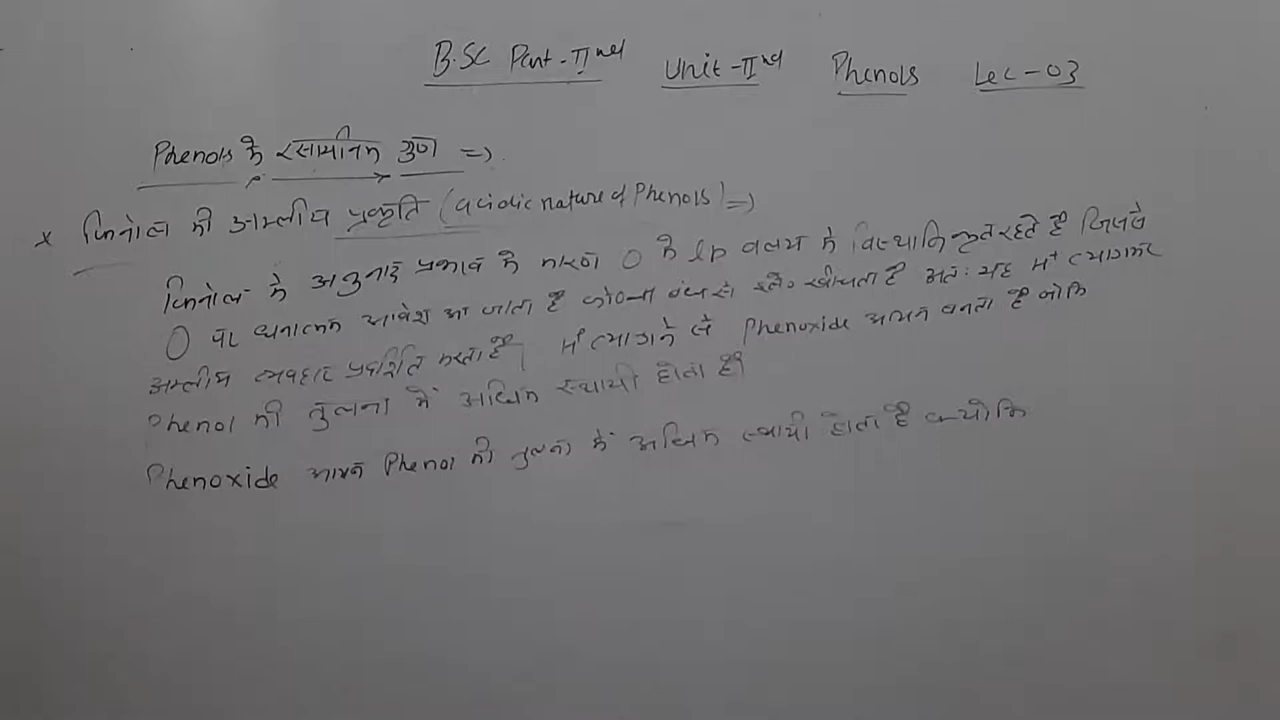 B.SC Part-IInd Unit-IInd Phenols Lec-03
Phenols के रसायनिक गुण =>
x फिनोल की अम्लीय प्रकृति (acidic nature of Phenols) =>
फिनोल में अनुनाद प्रभाव के कारण O के lp वलय में विस्थानिकृत रहते है जिससे
O पर धनात्मक आवेश आ जाता है जो बंध से खीचता है अतः यह H+ त्यागकर
अम्लीय व्यवहार प्रदर्शित करता है। H+ त्यागने से Phenoxide आयन बनता है जोकि
Phenol की तुलना में अधिक स्थायी होता है।
Phenoxide आयन Phenol की तुलना में अधिक स्थायी होता है क्योकि